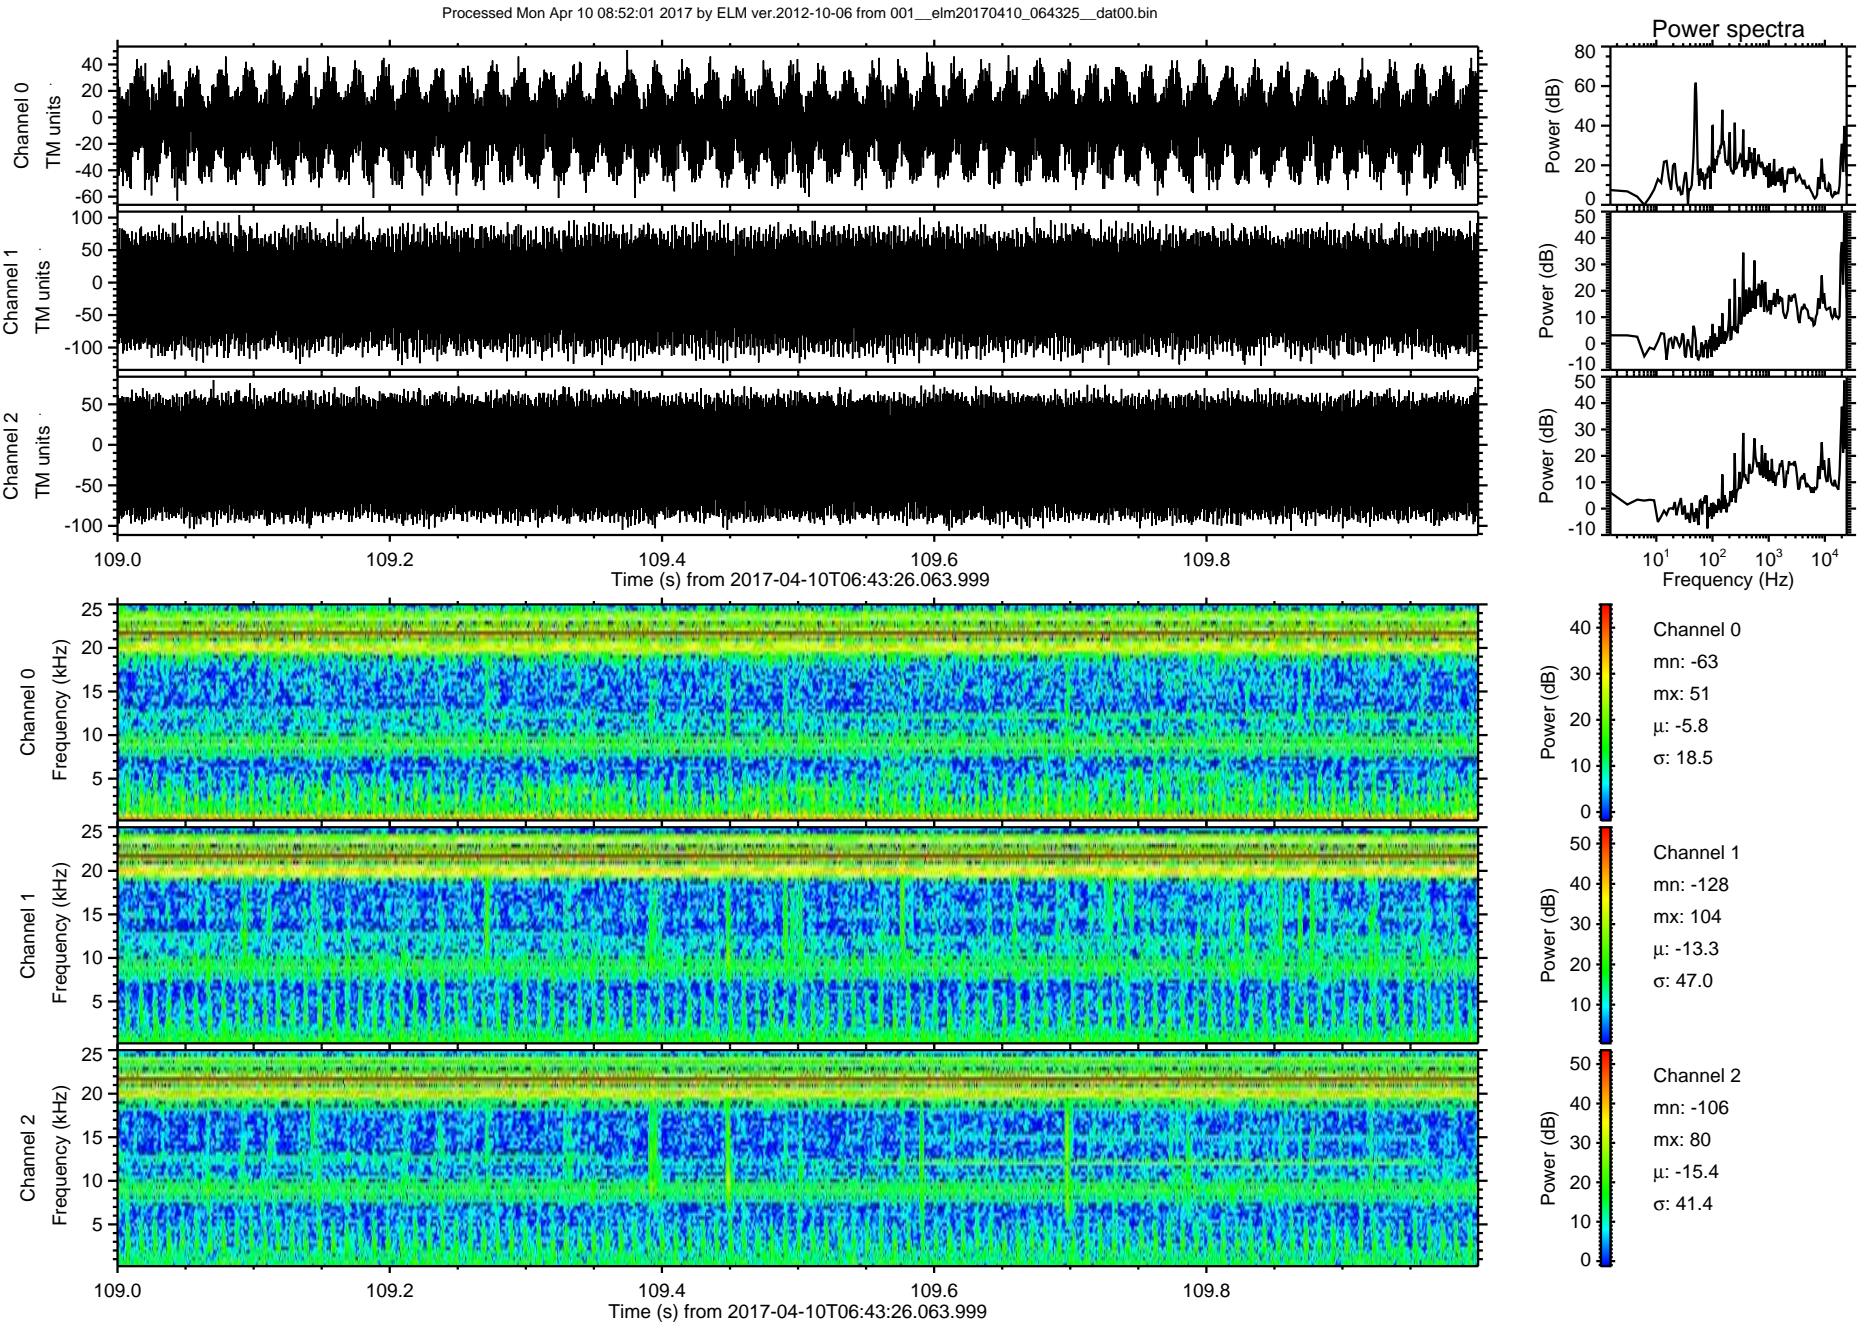 Processed Mon Apr 10 08:52:01 2017 by ELM ver.2012-10-06 from 001__elm20170410_064325__dat00.bin
Power spectra
Channel 0
TM units
40
20
0
-20
-40
-60
Power (dB)
80
60
40
20
0
Channel 1
TM units
100
50
0
-50
-100
Power (dB)
50
40
30
20
10
0
-10
Channel 2
TM units
50
0
-50
-100
Power (dB)
50
40
30
20
10
0
-10
109.0 109.2 109.4 109.6 109.8
Time (s) from 2017-04-10T06:43:26.063.999
10¹ 10² 10³ 10⁴
Frequency (Hz)
Channel 0
Frequency (kHz)
25
20
15
10
5
Power (dB)
40
30
20
10
0
Channel 0
mn: -63
mx: 51
μ: -5.8
σ: 18.5
Channel 1
Frequency (kHz)
25
20
15
10
5
Power (dB)
50
40
30
20
10
Channel 1
mn: -128
mx: 104
μ: -13.3
σ: 47.0
Channel 2
Frequency (kHz)
25
20
15
10
5
Power (dB)
50
40
30
20
10
0
Channel 2
mn: -106
mx: 80
μ: -15.4
σ: 41.4
109.0 109.2 109.4 109.6 109.8
Time (s) from 2017-04-10T06:43:26.063.999